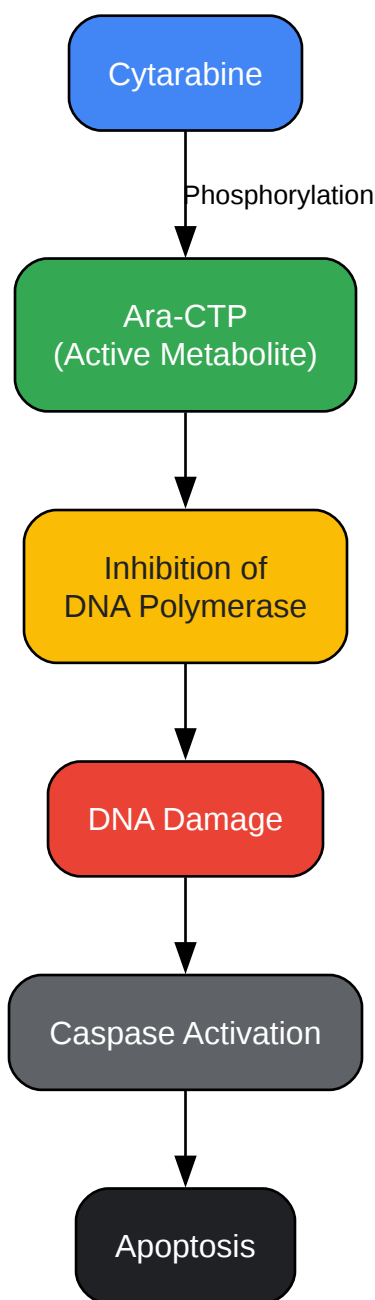 Cytarabine
Phosphorylation
Ara-CTP
(Active Metabolite)
Inhibition of
DNA Polymerase
DNA Damage
Caspase Activation
Apoptosis